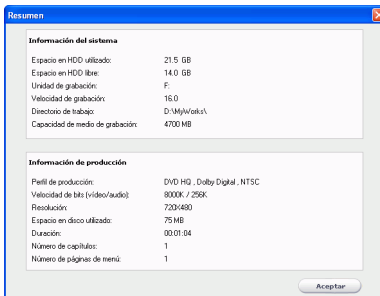 Resumen
Información del sistema
Espacio en HDD utilizado: 21.5 GB
Espacio en HDD libre: 14.0 GB
Unidad de grabación: F:
Velocidad de grabación: 16.0
Directorio de trabajo: D:\MyWorks\
Capacidad de medio de grabación: 4700 MB
Información de producción
Perfil de producción: DVD HQ , Dolby Digital , NTSC
Velocidad de bits (vídeo/audio): 8000K / 256K
Resolución: 720X480
Espacio en disco utilizado: 75 MB
Duración: 00:01:04
Número de capítulos: 1
Número de páginas de menú: 1
Aceptar